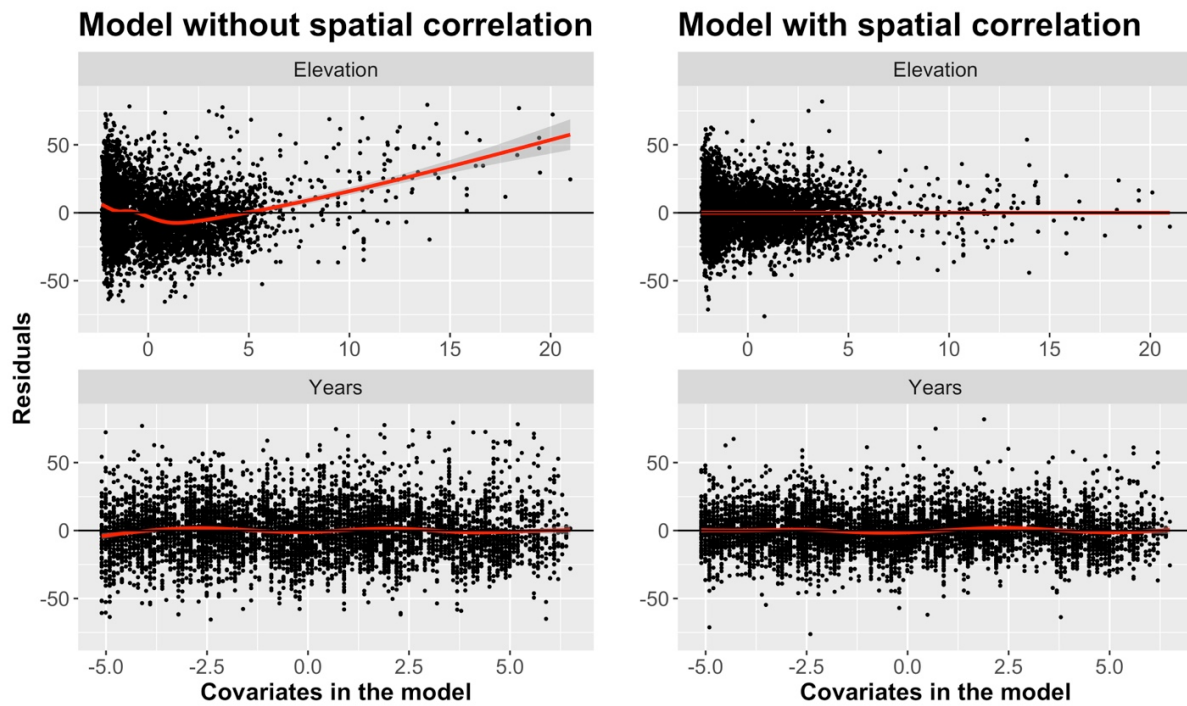 Model without spatial correlation
Elevation
50
0
-50
0 5 10 15 20
Years
50
0
-50
-5.0 -2.5 0.0 2.5 5.0
Covariates in the model
Residuals
Model with spatial correlation
Elevation
50
0
-50
0 5 10 15 20
Years
50
0
-50
-5.0 -2.5 0.0 2.5 5.0
Covariates in the model